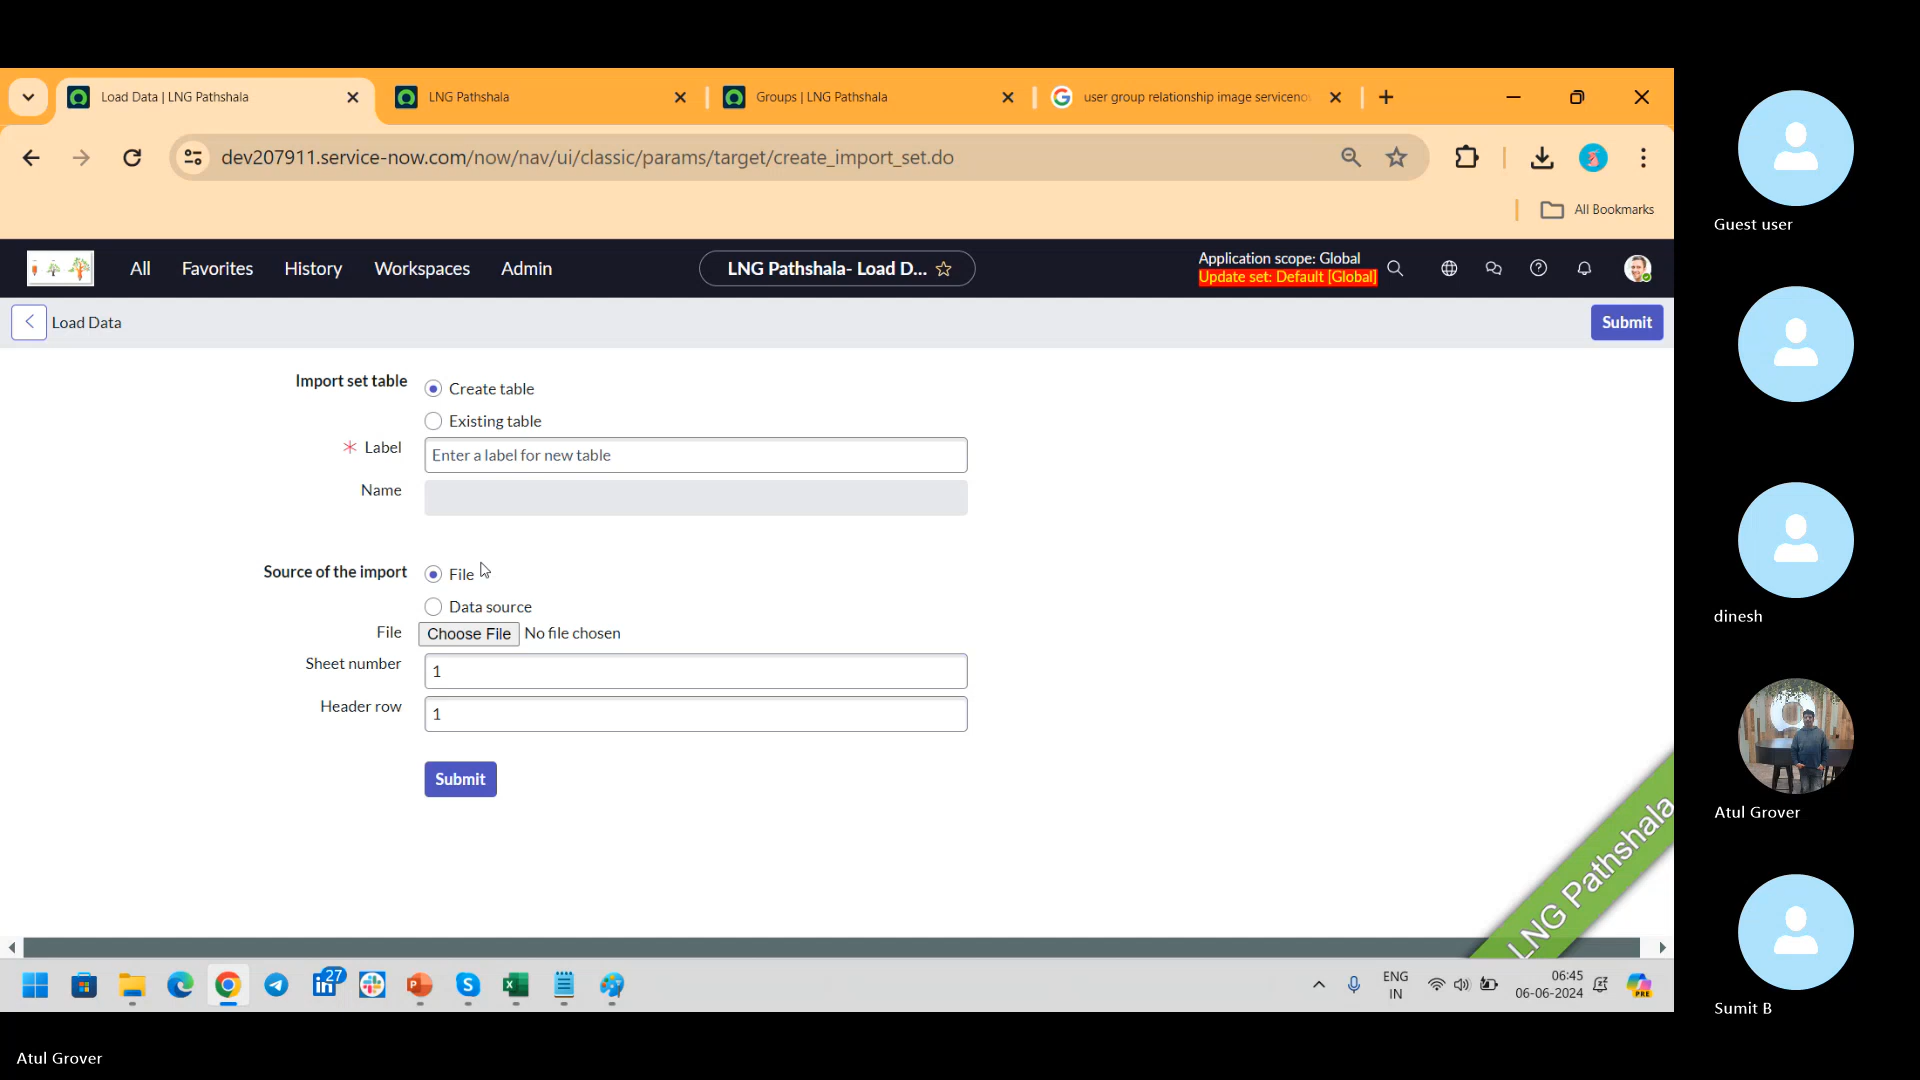 Load Data | LNG Pathshala
LNG Pathshala
Groups | LNG Pathshala
user group relationship image serviceno
dev207911.service-now.com/now/nav/ui/classic/params/target/create_import_set.do
All Bookmarks
All
Favorites
History
Workspaces
Admin
LNG Pathshala- Load D...
Application scope: Global
Update set: Default [Global]
Load Data
Submit
Import set table
Create table
Existing table
* Label
Enter a label for new table
Name
Source of the import
File
Data source
File
Choose File
No file chosen
Sheet number
1
Header row
1
Submit
LNG Pathshala
27
ENG
IN
06:45
06-06-2024
PRE
Guest user
dinesh
Atul Grover
Sumit B
Atul Grover